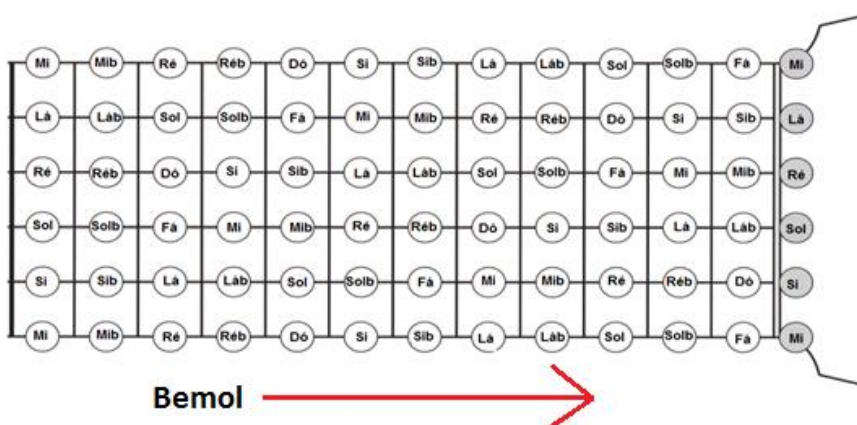 Mi Mib Ré Réb Dó Si Sib Lá Láb Sol Solb Fá Mi
Lá Láb Sol Solb Fá Mi Mib Ré Réb Dó Si Sib Lá
Ré Réb Dó Si Sib Lá Láb Sol Solb Fá Mi Mib Ré
Sol Solb Fá Mi Mib Ré Réb Dó Si Sib Lá Láb Sol
Si Sib Lá Láb Sol Solb Fá Mi Mib Ré Réb Dó Si
Mi Mib Ré Réb Dó Si Sib Lá Láb Sol Solb Fá Mi
Bemol